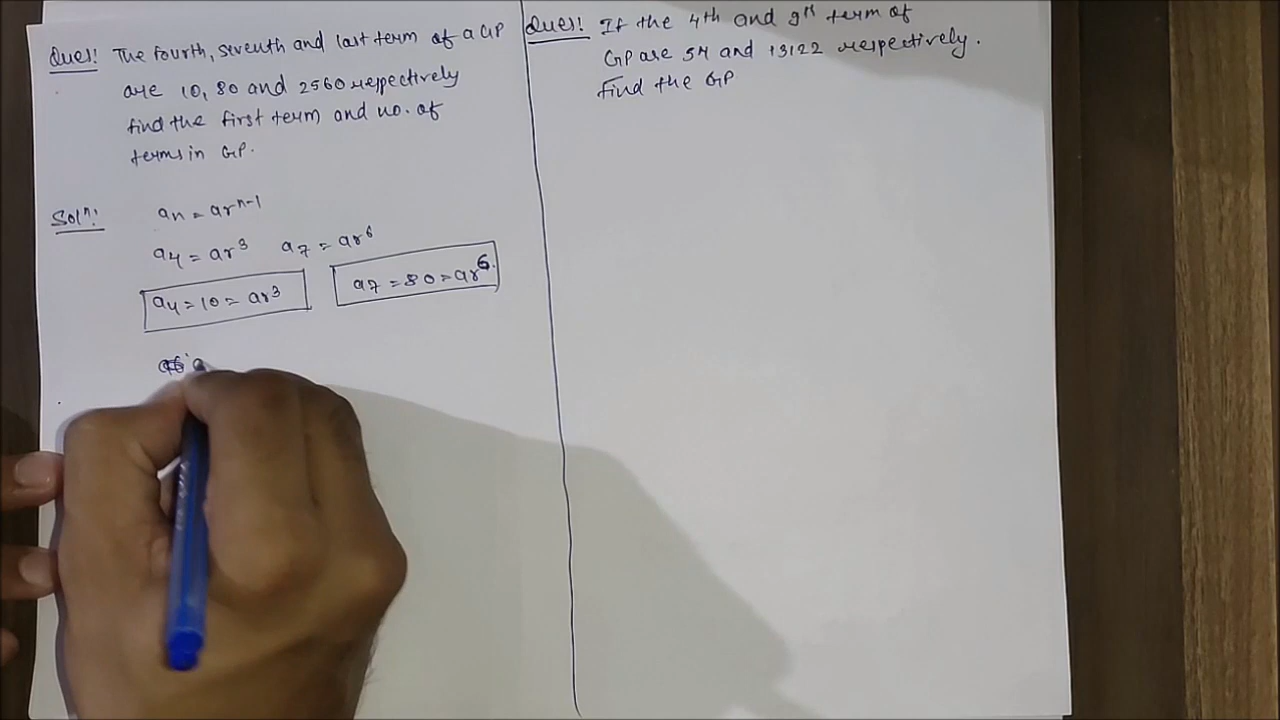 Ques! The fourth, seventh and last term of a GP
are 10, 80 and 2560 respectively
find the first term and no. of
terms in GP.
Solⁿ!
aₙ = arⁿ⁻¹
a₄ = ar³ a₇ = ar⁶
a₄ = 10 = ar³ a₇ = 80 = ar⁶.
Ques! If the 4th and 9th term of
GP are 54 and 13122 respectively.
find the GP